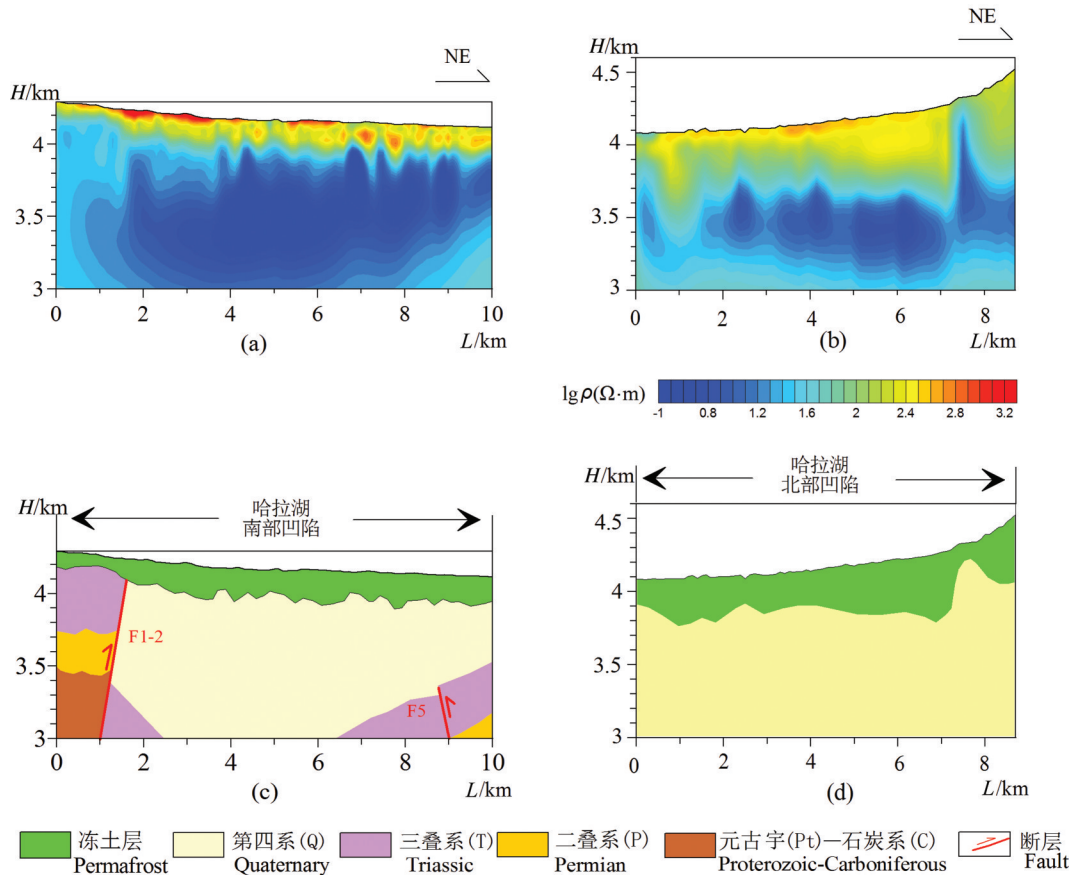 NE
H/km
4
3.5
3
0
2
4
6
8
10
L/km
(a)
NE
H/km
4.5
4
3.5
3
0
2
4
6
8
L/km
(b)
lg ρ(Ω·m)
-1 0.8 1.2 1.6 2 2.4 2.8 3.2
H/km
哈拉湖
南部凹陷
4
3.5
3
F1-2
F5
0
2
4
6
8
10
L/km
(c)
H/km
哈拉湖
北部凹陷
4.5
4
3.5
3
0
2
4
6
8
L/km
(d)
冻土层
Permafrost
第四系(Q)
Quaternary
三叠系(T)
Triassic
二叠系(P)
Permian
元古宇(Pt)—石炭系(C)
Proterozoic-Carboniferous
断层
Fault